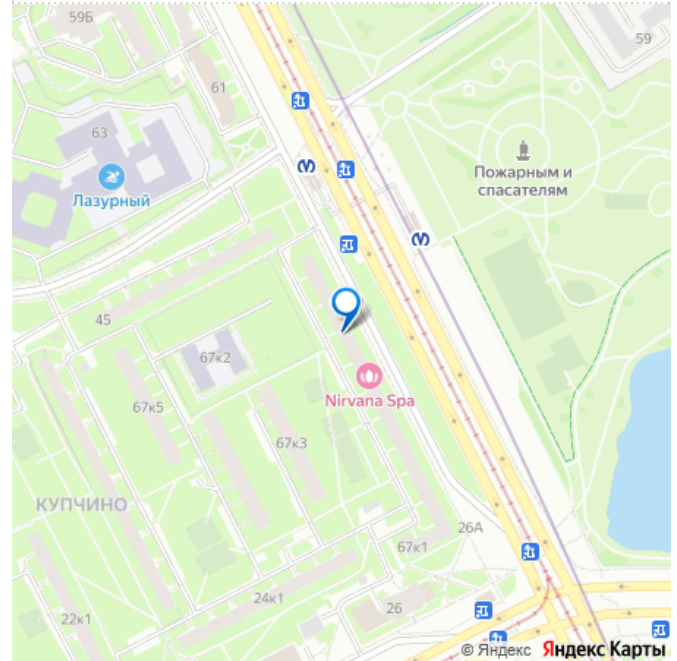 59Б
59
61
63
Лазурный
Пожарным и
спасателям
45
67к2
67к5
Nirvana Spa
67к3
КУПЧИНО
26А
67к1
24к1
26
22к1
© Яндекс Яндекс Карты